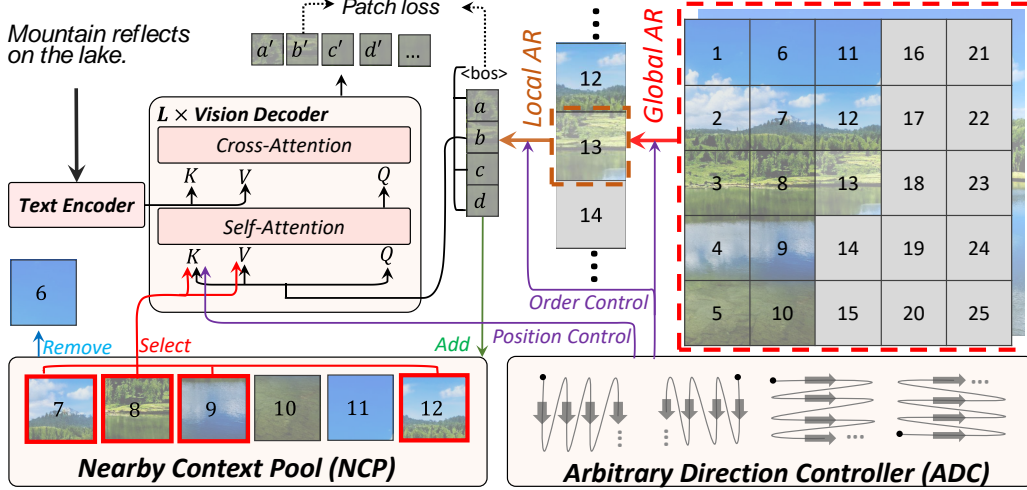 Mountain reflects
on the lake.
Patch loss
a′ b′ c′ d′ ...
<bos>
a
b
c
d
L × Vision Decoder
Cross-Attention
K V Q
Text Encoder
Self-Attention
K V Q
Local AR
12
13
14
Global AR
1 6 11 16 21
2 7 12 17 22
3 8 13 18 23
4 9 14 19 24
5 10 15 20 25
6
Order Control
Position Control
Remove
Select
Add
7 8 9 10 11 12
Nearby Context Pool (NCP)
Arbitrary Direction Controller (ADC)